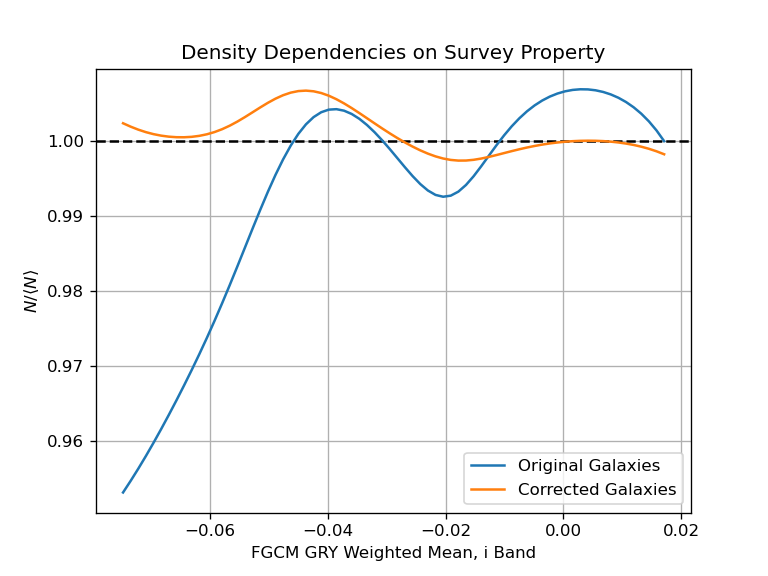 Density Dependencies on Survey Property
N/⟨N⟩
1.00
0.99
0.98
0.97
0.96
−0.06
−0.04
−0.02
0.00
0.02
FGCM GRY Weighted Mean, i Band
Original Galaxies
Corrected Galaxies